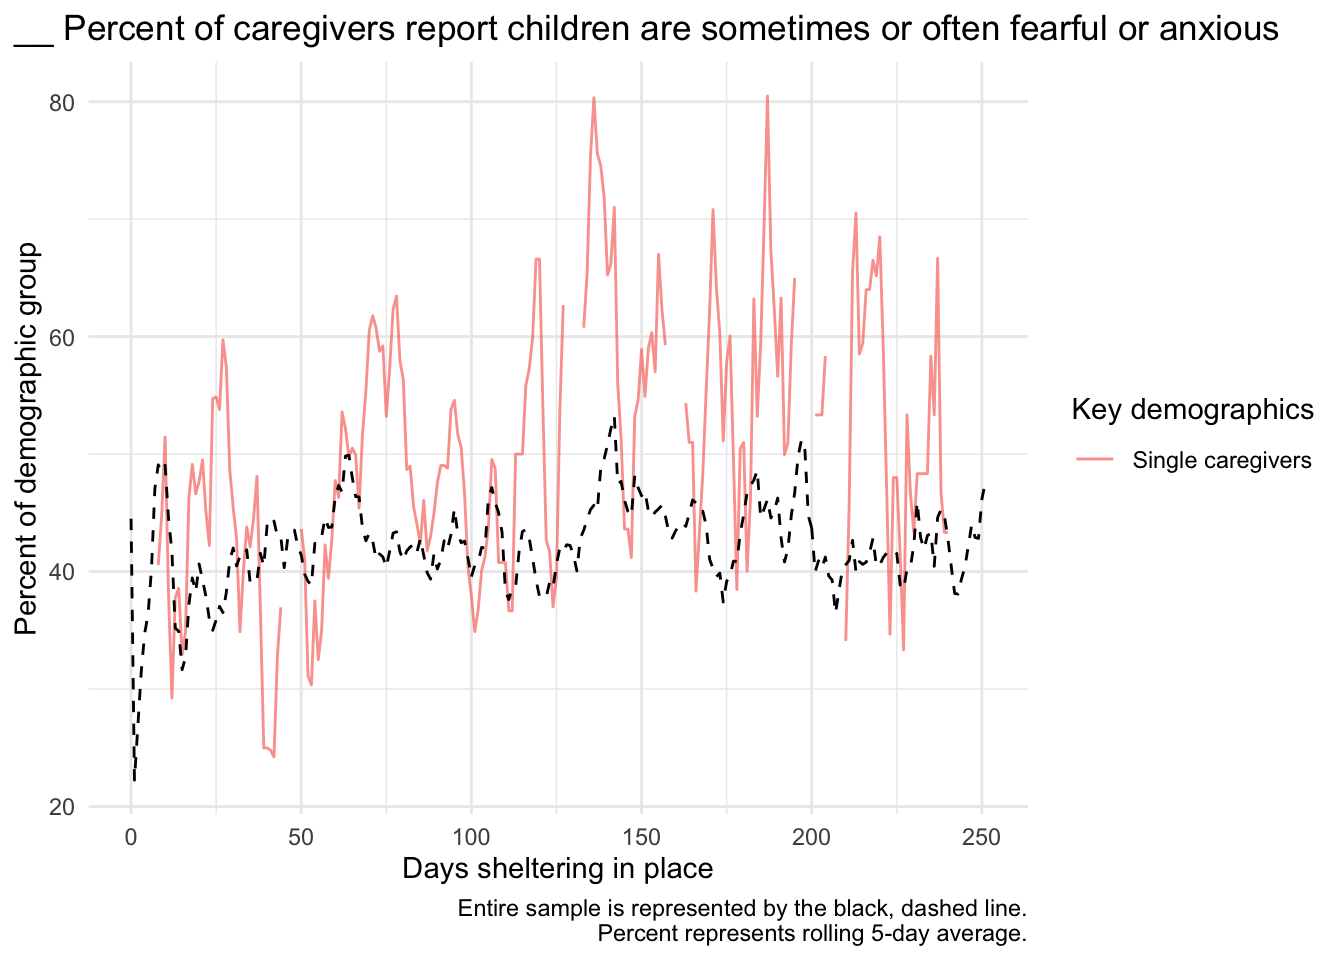 __ Percent of caregivers report children are sometimes or often fearful or anxious
Percent of demographic group
80
60
40
20
0
50
100
150
200
250
Days sheltering in place
Key demographics
Single caregivers
Entire sample is represented by the black, dashed line.
Percent represents rolling 5-day average.